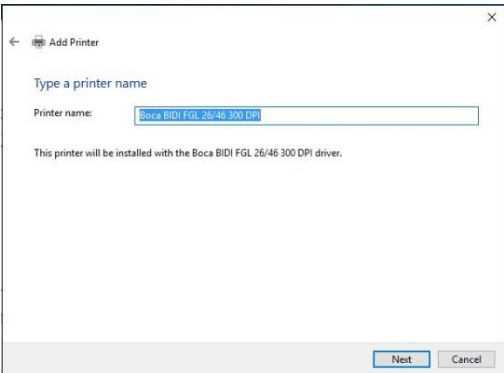 Add Printer
Type a printer name
Printer name:
Boca BIDI FGL 26/46 300 DPI
This printer will be installed with the Boca BIDI FGL 26/46 300 DPI driver.
Next
Cancel